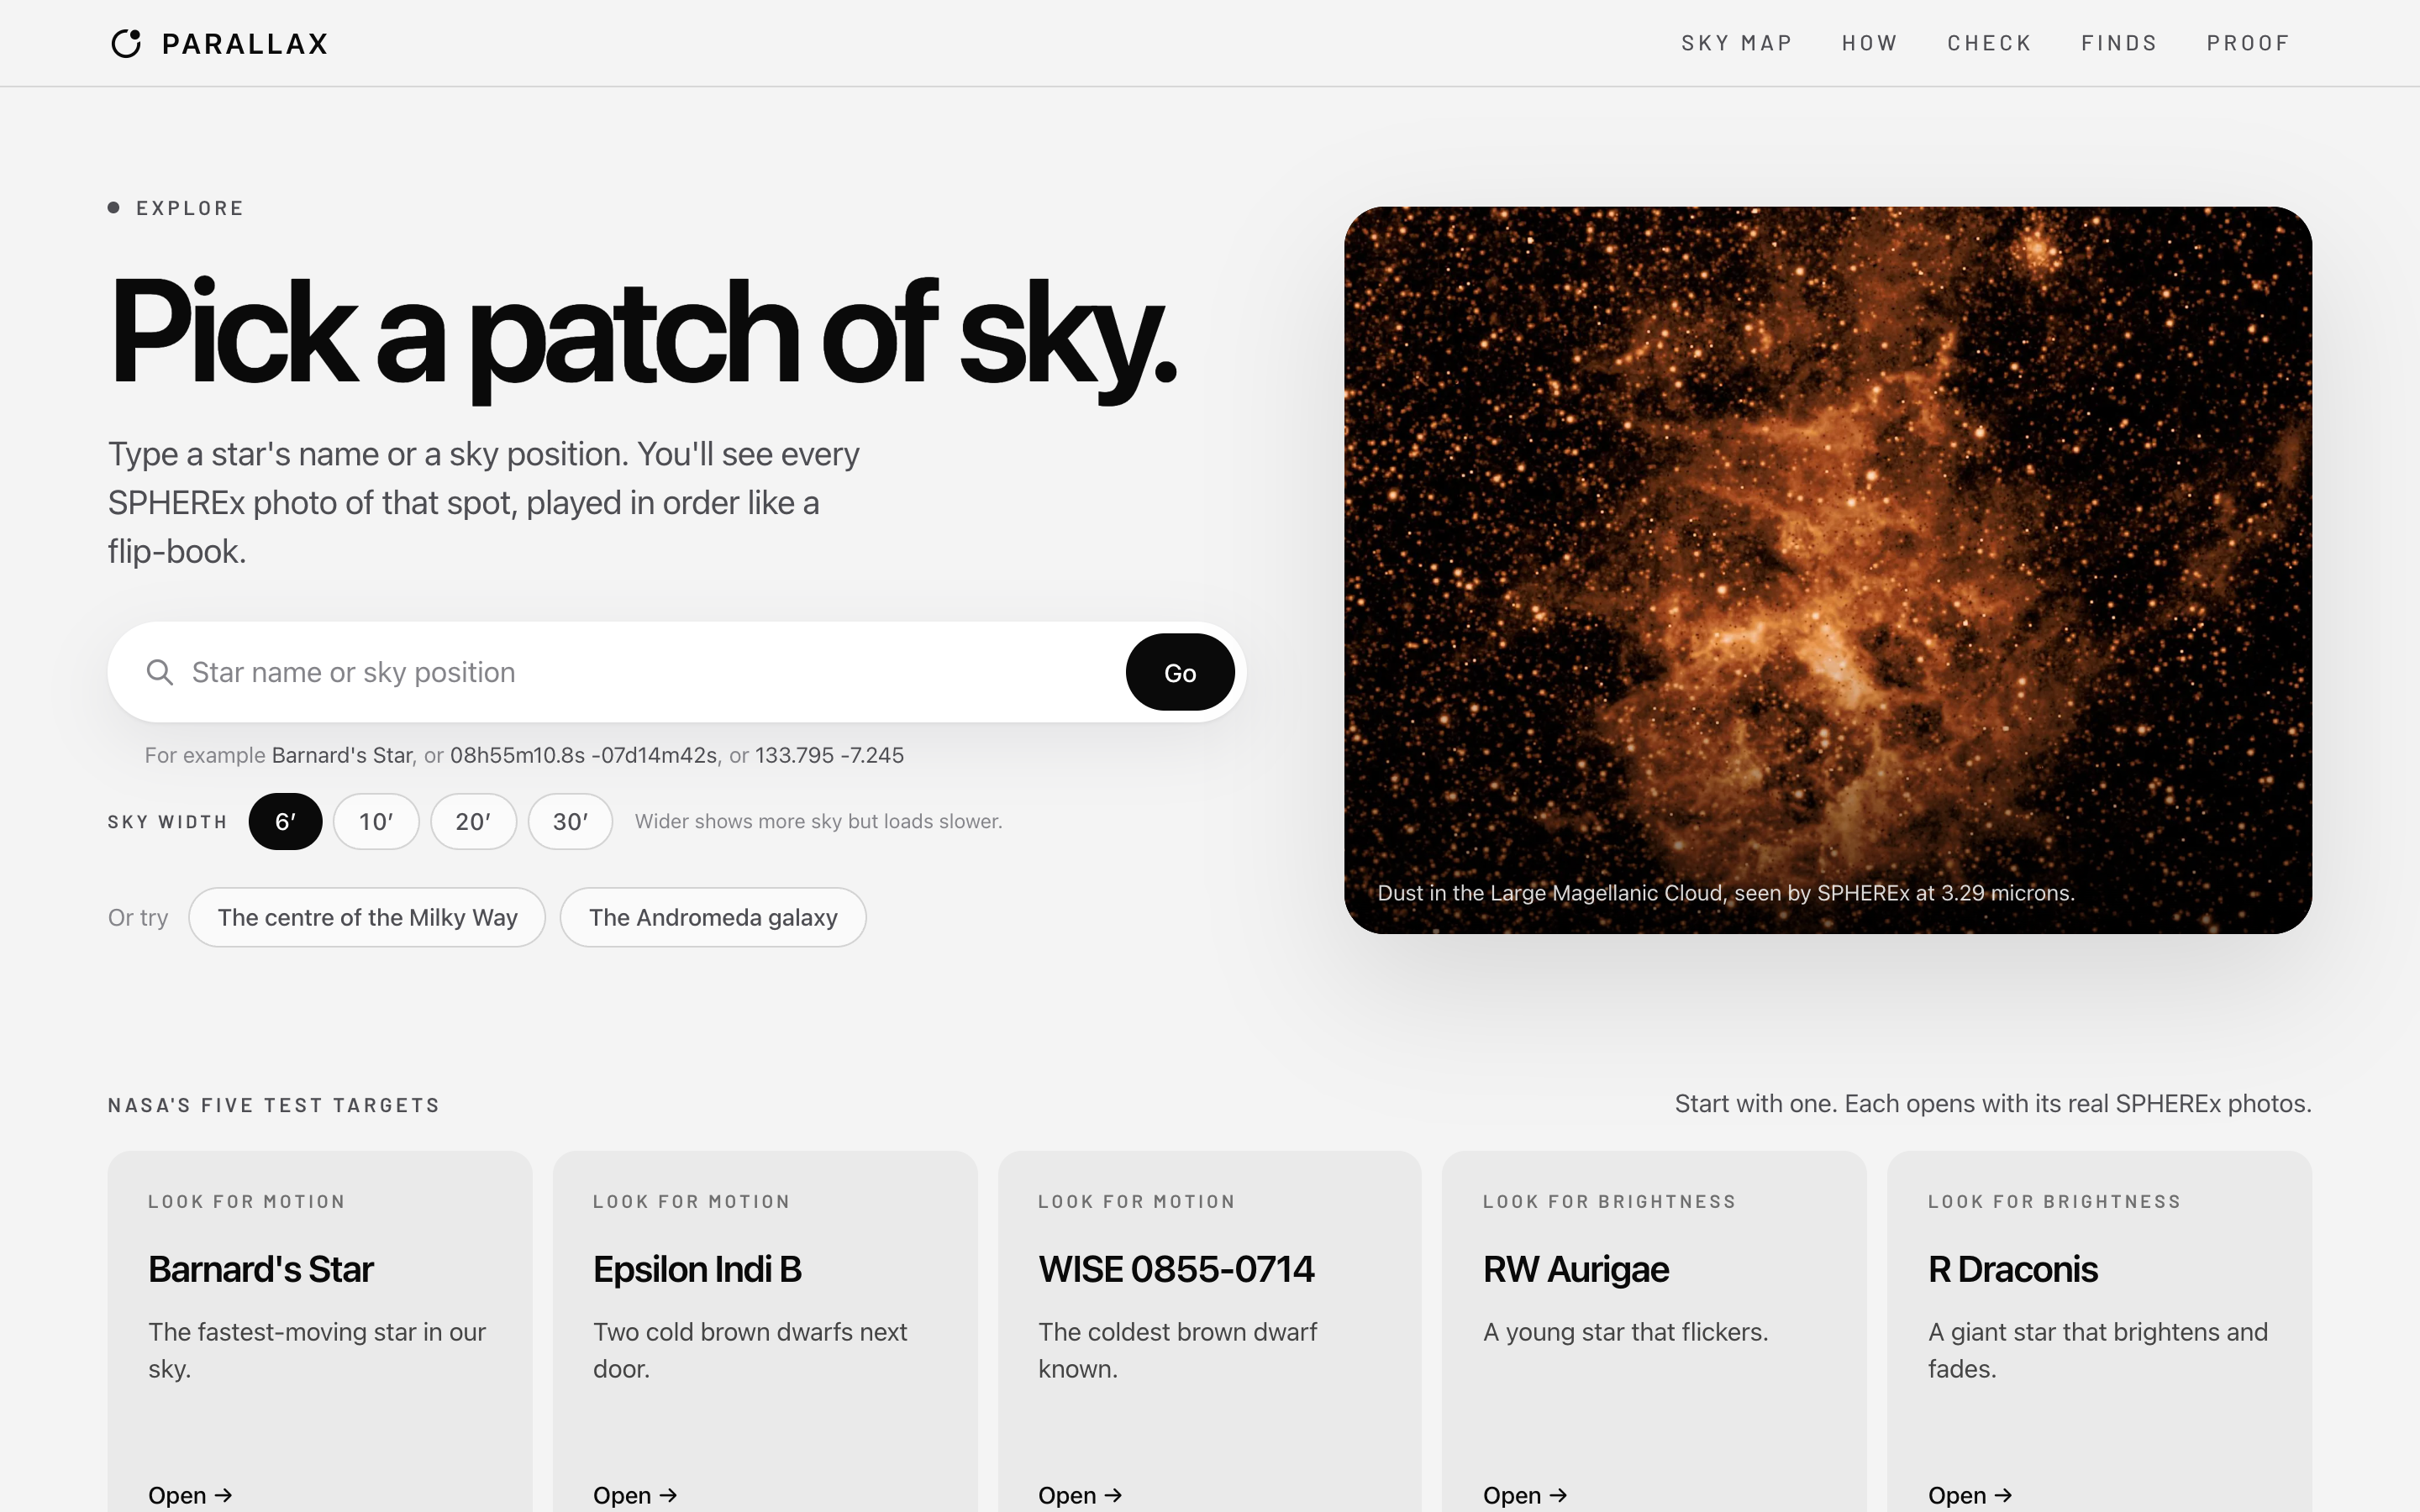 PARALLAX
SKY MAP HOW CHECK FINDS PROOF
EXPLORE
Pick a patch of sky.
Type a star's name or a sky position. You'll see every
SPHEREx photo of that spot, played in order like a
flip-book.
Star name or sky position
Go
For example Barnard's Star, or 08h55m10.8s -07d14m42s, or 133.795 -7.245
SKY WIDTH 6′ 10′ 20′ 30′ Wider shows more sky but loads slower.
Or try The centre of the Milky Way The Andromeda galaxy
Dust in the Large Magellanic Cloud, seen by SPHEREx at 3.29 microns.
NASA'S FIVE TEST TARGETS
Start with one. Each opens with its real SPHEREx photos.
LOOK FOR MOTION
Barnard's Star
The fastest-moving star in our
sky.
Open →
LOOK FOR MOTION
Epsilon Indi B
Two cold brown dwarfs next
door.
Open →
LOOK FOR MOTION
WISE 0855-0714
The coldest brown dwarf
known.
Open →
LOOK FOR BRIGHTNESS
RW Aurigae
A young star that flickers.
Open →
LOOK FOR BRIGHTNESS
R Draconis
A giant star that brightens and
fades.
Open →